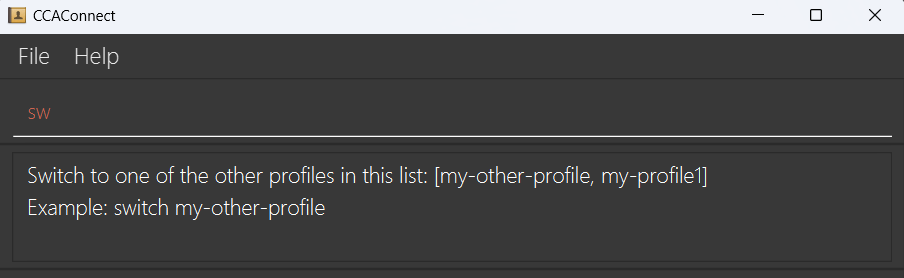 CCAConnect
File Help
sw
Switch to one of the other profiles in this list: [my-other-profile, my-profile1]
Example: switch my-other-profile